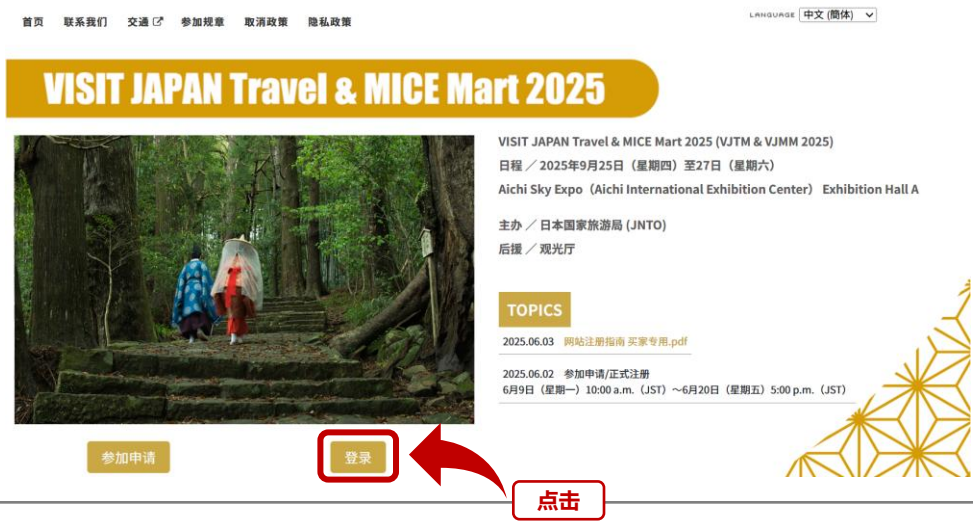 首页 联系我们 交通 参加规章 取消政策 隐私政策
LANGUAGE 中文 (簡体)
VISIT JAPAN Travel & MICE Mart 2025
VISIT JAPAN Travel & MICE Mart 2025 (VJTM & VJMM 2025)
日程 ／ 2025年9月25日（星期四）至27日（星期六）
Aichi Sky Expo（Aichi International Exhibition Center） Exhibition Hall A
主办 ／ 日本国家旅游局 (JNTO)
后援 ／ 观光厅
TOPICS
2025.06.03 网站注册指南 买家专用.pdf
2025.06.02 参加申请/正式注册
6月9日（星期一）10:00 a.m.（JST）～6月20日（星期五）5:00 p.m.（JST）
参加申请
登录
点击